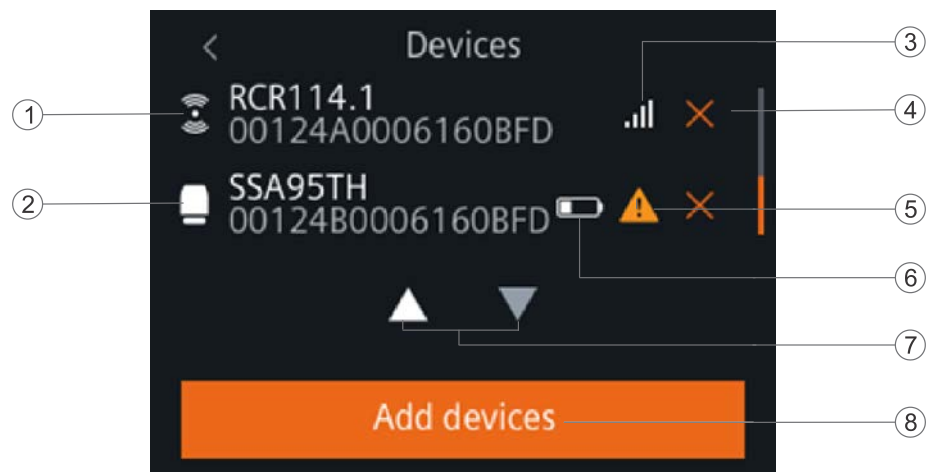 Devices
RCR114.1
00124A0006160BFD
SSA95TH
00124B0006160BFD
Add devices
1
2
3
4
5
6
7
8